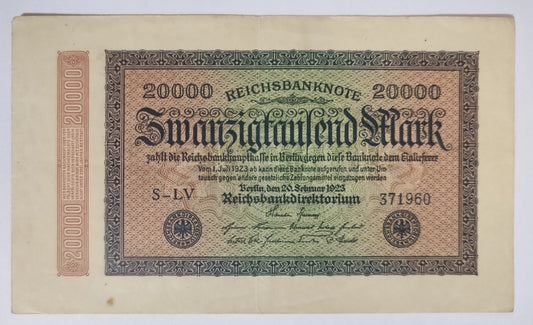 20000 REICHSBANKNOTE 20000
Zwanzigtausend Mark
zahlt die Reichsbankhauptkasse in Berlin gegen diese Banknote dem Einlieferer
Vom 1. Juli 1923 ab kann diese Banknote aufgerufen und unter Um-
tausch gegen andere gesetzliche Zahlungsmittel eingezogen werden
Berlin, den 20. Februar 1923
S-LV Reichsbankdirektorium 371960
20000
20000